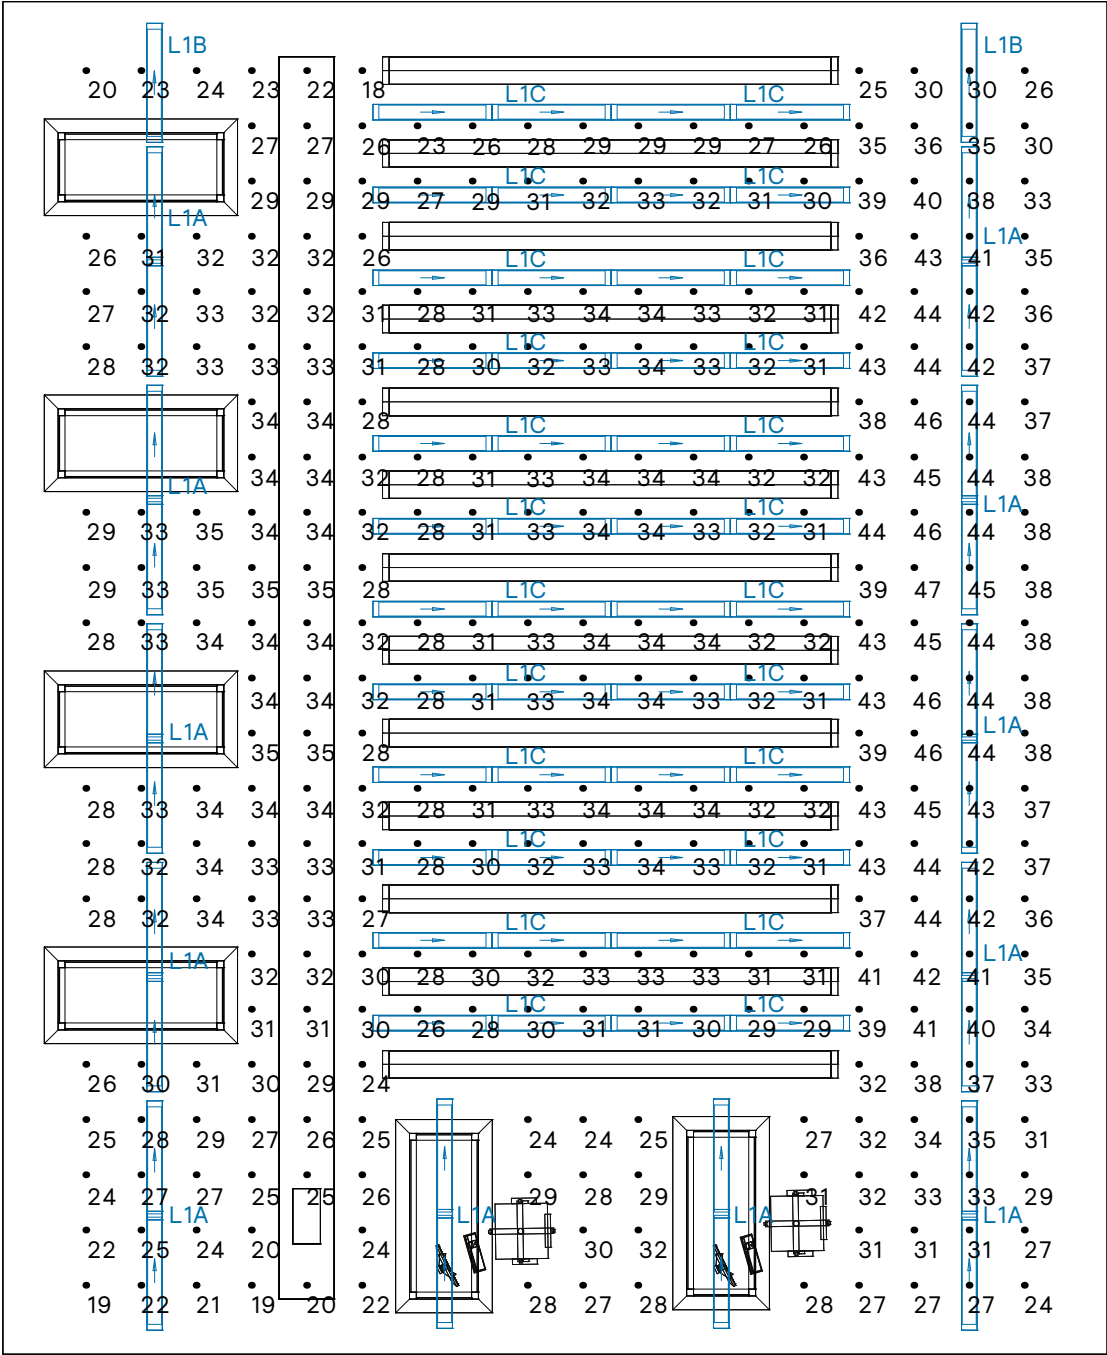 L1B L1B
20 23 24 23 22 18 25 30 30 26
L1C L1C
27 27 26 23 26 28 29 29 29 27 26 35 36 35 30
L1C L1C
29 29 29 27 29 31 32 33 32 31 30 39 40 38 33
L1A L1A
26 31 32 32 32 26 36 43 41 35
L1C L1C
27 32 33 32 32 31 28 31 33 34 34 33 32 31 42 44 42 36
L1C L1C
28 32 33 33 33 31 28 30 32 33 34 33 32 31 43 44 42 37
34 34 28 38 46 44 37
L1C L1C
34 34 32 28 31 33 34 34 34 32 32 43 45 44 38
L1A L1A
L1C L1C
29 33 35 34 34 32 28 31 33 34 34 33 32 31 44 46 44 38
29 33 35 35 35 28 39 47 45 38
L1C L1C
28 33 34 34 34 32 28 31 33 34 34 34 32 32 43 45 44 38
L1C L1C
34 34 32 28 31 33 34 34 33 32 31 43 46 44 38
L1A L1A
35 35 28 39 46 44 38
L1C L1C
28 33 34 34 34 32 28 31 33 34 34 34 32 32 43 45 43 37
L1C L1C
28 32 34 33 33 31 28 30 32 33 34 33 32 31 43 44 42 37
28 32 34 33 33 27 37 44 42 36
L1C L1C
L1A L1A
32 32 30 28 30 32 33 33 33 31 31 41 42 41 35
L1C L1C
31 31 30 26 28 30 31 31 30 29 29 39 41 40 34
26 30 31 30 29 24 32 38 37 33
25 28 29 27 26 25 24 24 25 27 32 34 35 31
24 27 27 25 25 26 29 28 29 31 32 33 33 29
L1A L1A L1A L1A
22 25 24 20 24 30 32 31 31 31 27
19 22 21 19 20 22 28 27 28 28 27 27 27 24